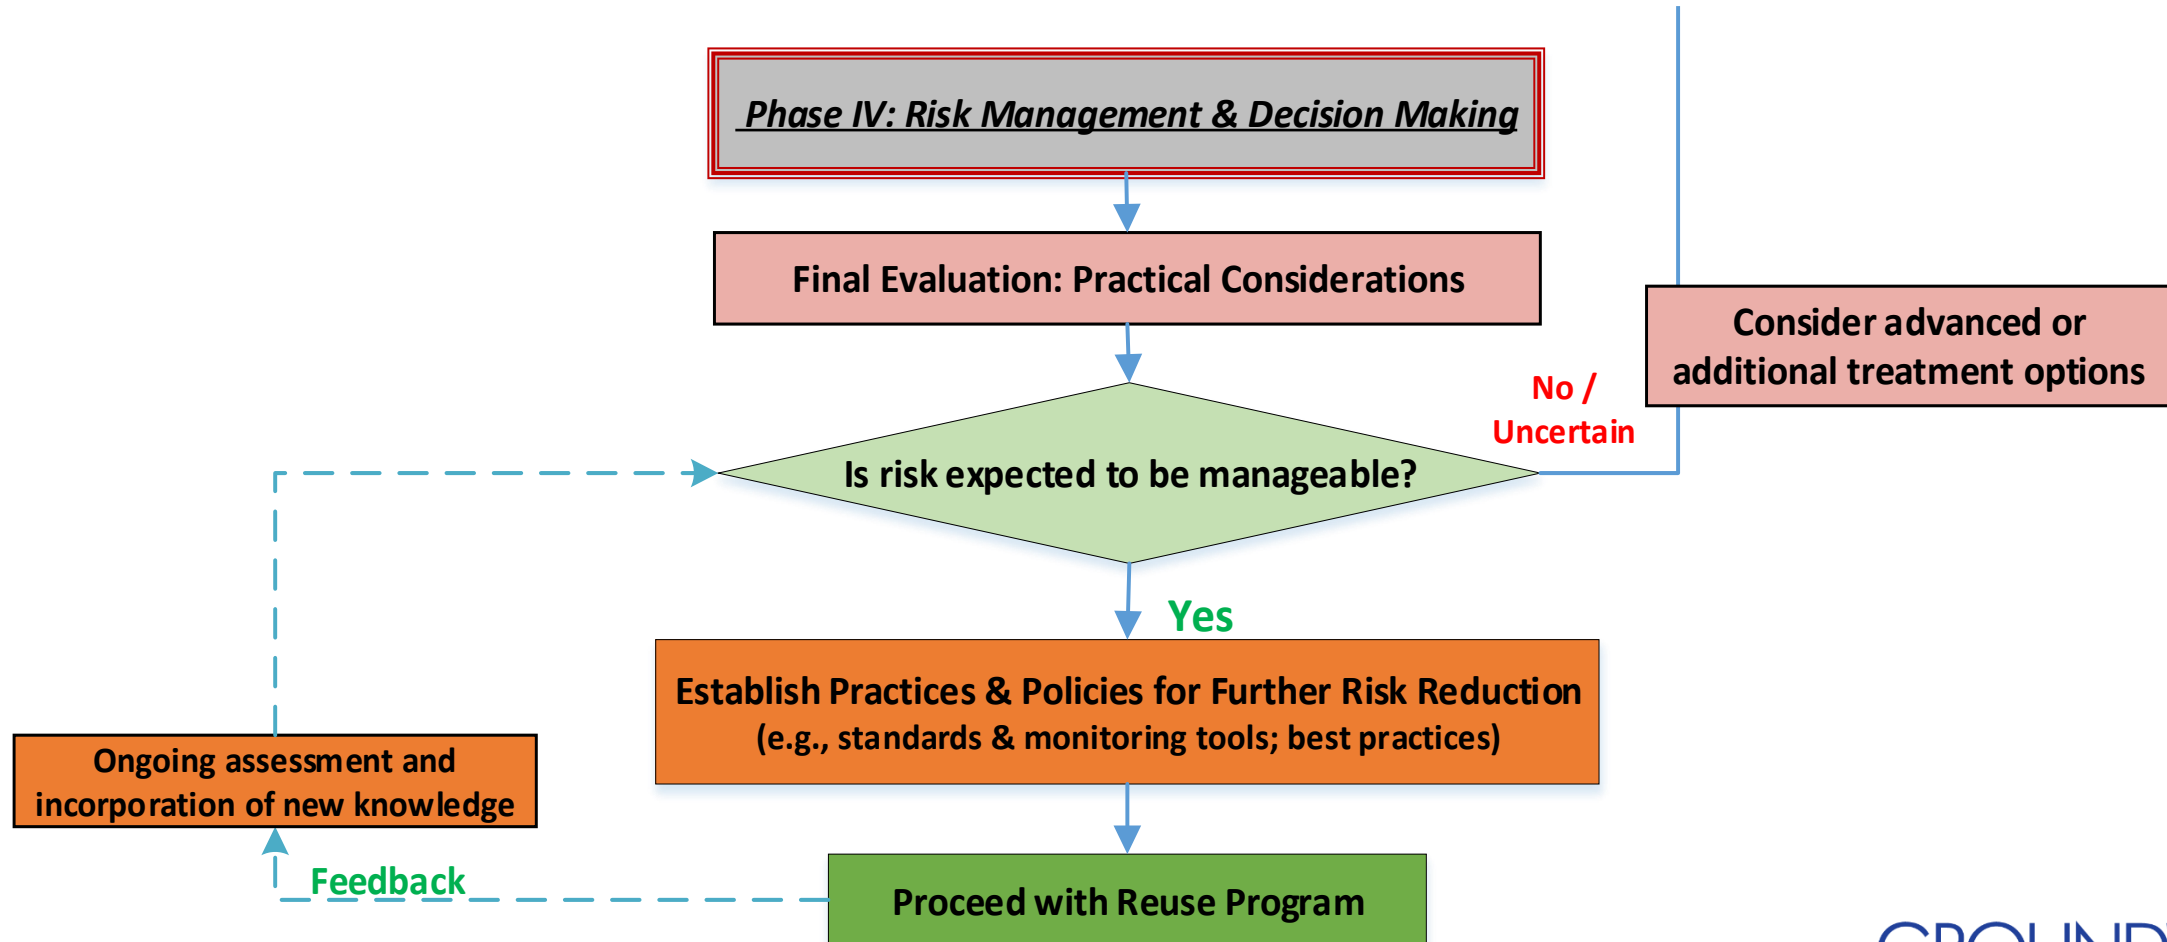 Phase IV: Risk Management & Decision Making
Final Evaluation: Practical Considerations
Consider advanced or
additional treatment options
No /
Uncertain
Is risk expected to be manageable?
Yes
Establish Practices & Policies for Further Risk Reduction
(e.g., standards & monitoring tools; best practices)
Ongoing assessment and
incorporation of new knowledge
Feedback
Proceed with Reuse Program